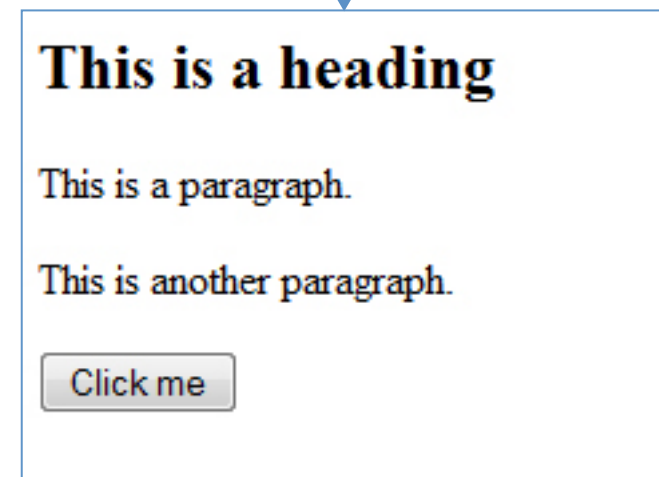 This is a heading
This is a paragraph.
This is another paragraph.
Click me